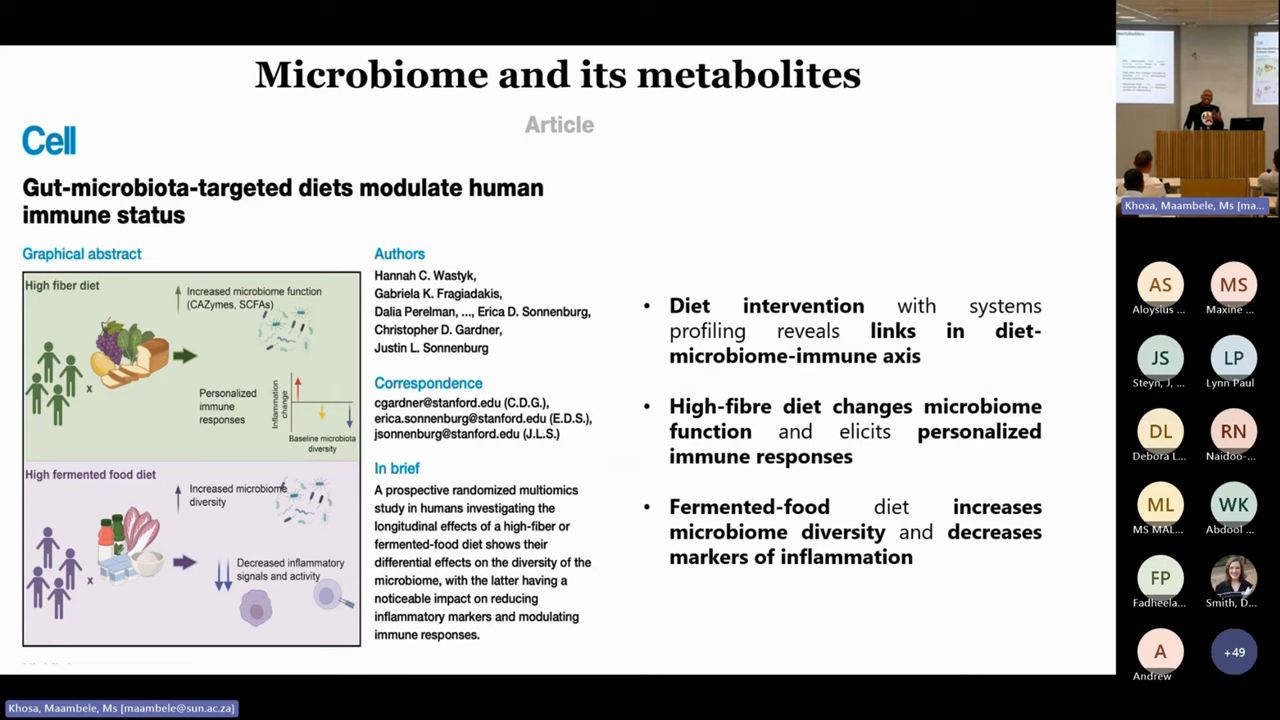 Microbiome and its metabolites
Article
Cell
Gut-microbiota-targeted diets modulate human
immune status
Graphical abstract
High fiber diet
Increased microbiome function
(CAZymes, SCFAs)
x
Personalized
immune
responses
Inflammation
change
Baseline microbiota
diversity
High fermented food diet
Increased microbiome
diversity
x
Decreased inflammatory
signals and activity
Authors
Hannah C. Wastyk,
Gabriela K. Fragiadakis,
Dalia Perelman, ..., Erica D. Sonnenburg,
Christopher D. Gardner,
Justin L. Sonnenburg
Correspondence
cgardner@stanford.edu (C.D.G.),
erica.sonnenburg@stanford.edu (E.D.S.),
jsonnenburg@stanford.edu (J.L.S.)
In brief
A prospective randomized multiomics
study in humans investigating the
longitudinal effects of a high-fiber or
fermented-food diet shows their
differential effects on the diversity of the
microbiome, with the latter having a
noticeable impact on reducing
inflammatory markers and modulating
immune responses.
• Diet intervention with systems
profiling reveals links in diet-
microbiome-immune axis
• High-fibre diet changes microbiome
function and elicits personalized
immune responses
• Fermented-food diet increases
microbiome diversity and decreases
markers of inflammation
Khosa, Maambele, Ms [ma...
AS
Aloysius ...
MS
Maxine ...
JS
Steyn, J, ...
LP
Lynn Paul
DL
Debora L...
RN
Naidoo-...
ML
MS MAL...
WK
Abdool ...
FP
Fadheela...
Smith, D...
A
Andrew
+49
Khosa, Maambele, Ms [maambele@sun.ac.za]